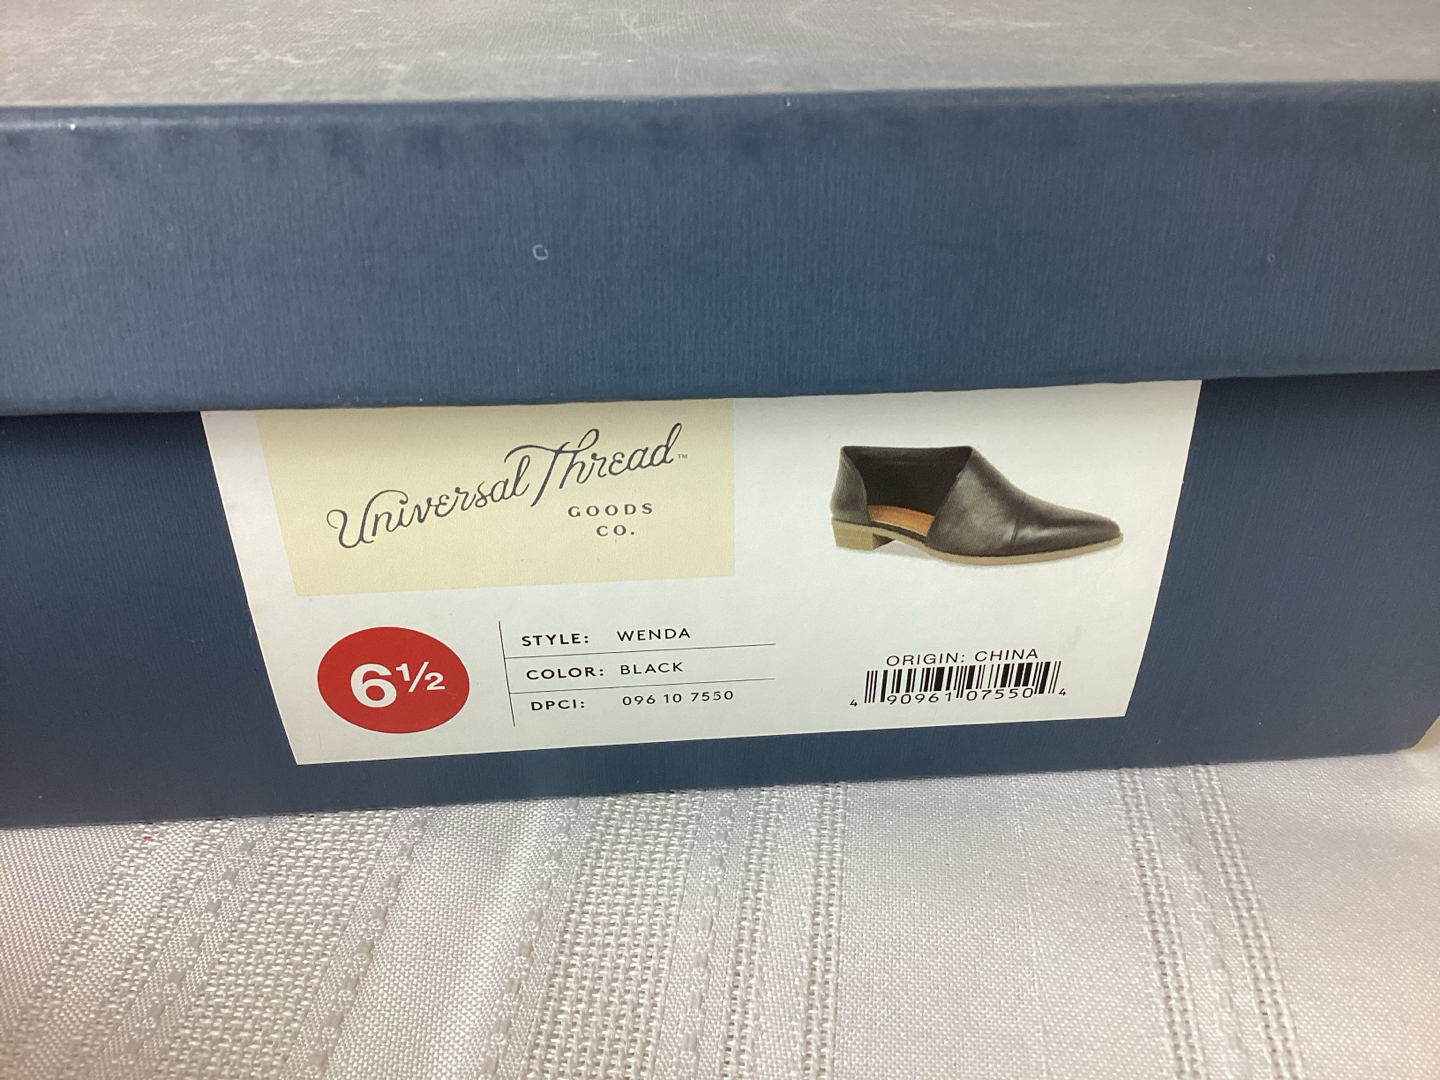 Universal Thread™
GOODS
CO.
6½
STYLE: WENDA
COLOR: BLACK
DPCI: 096 10 7550
ORIGIN: CHINA
4 90961 07550 4